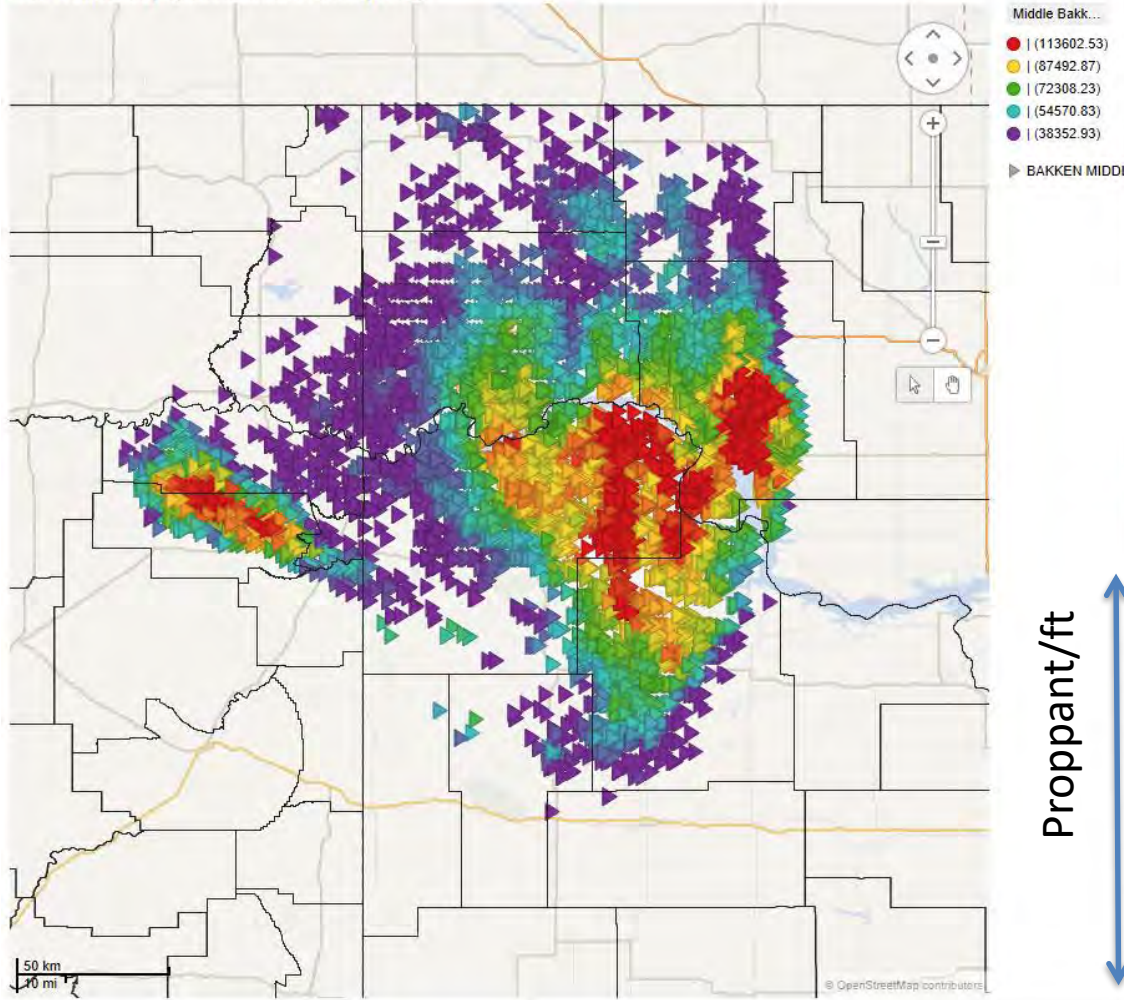 Middle Bakk...
| (113602.53)
| (87492.87)
| (72308.23)
| (54570.83)
| (38352.93)
BAKKEN MIDDL
Proppant/ft
50 km
10 mi
© OpenStreetMap contributors